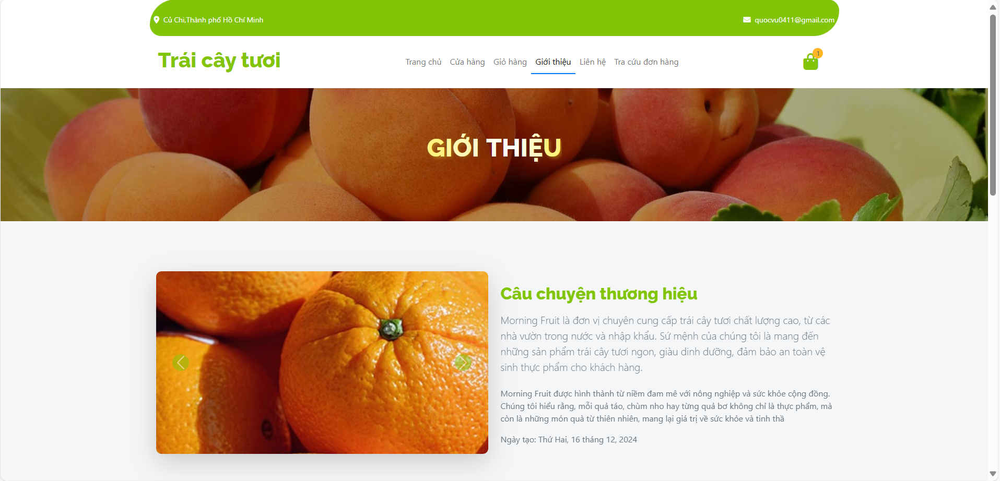 Củ Chi,Thành phố Hồ Chí Minh
quocvu0411@gmail.com
Trái cây tươi
Trang chủ
Cửa hàng
Giỏ hàng
Giới thiệu
Liên hệ
Tra cứu đơn hàng
1
GIỚI THIỆU
Câu chuyện thương hiệu
Morning Fruit là đơn vị chuyên cung cấp trái cây tươi chất lượng cao, từ các
nhà vườn trong nước và nhập khẩu. Sứ mệnh của chúng tôi là mang đến
những sản phẩm trái cây tươi ngon, giàu dinh dưỡng, đảm bảo an toàn vệ
sinh thực phẩm cho khách hàng.
Morning Fruit được hình thành từ niềm đam mê với nông nghiệp và sức khỏe cộng đồng.
Chúng tôi hiểu rằng, mỗi quả táo, chùm nho hay từng quả bơ không chỉ là thực phẩm, mà
còn là những món quà từ thiên nhiên, mang lại giá trị về sức khỏe và tinh thầ
Ngày tạo: Thứ Hai, 16 tháng 12, 2024